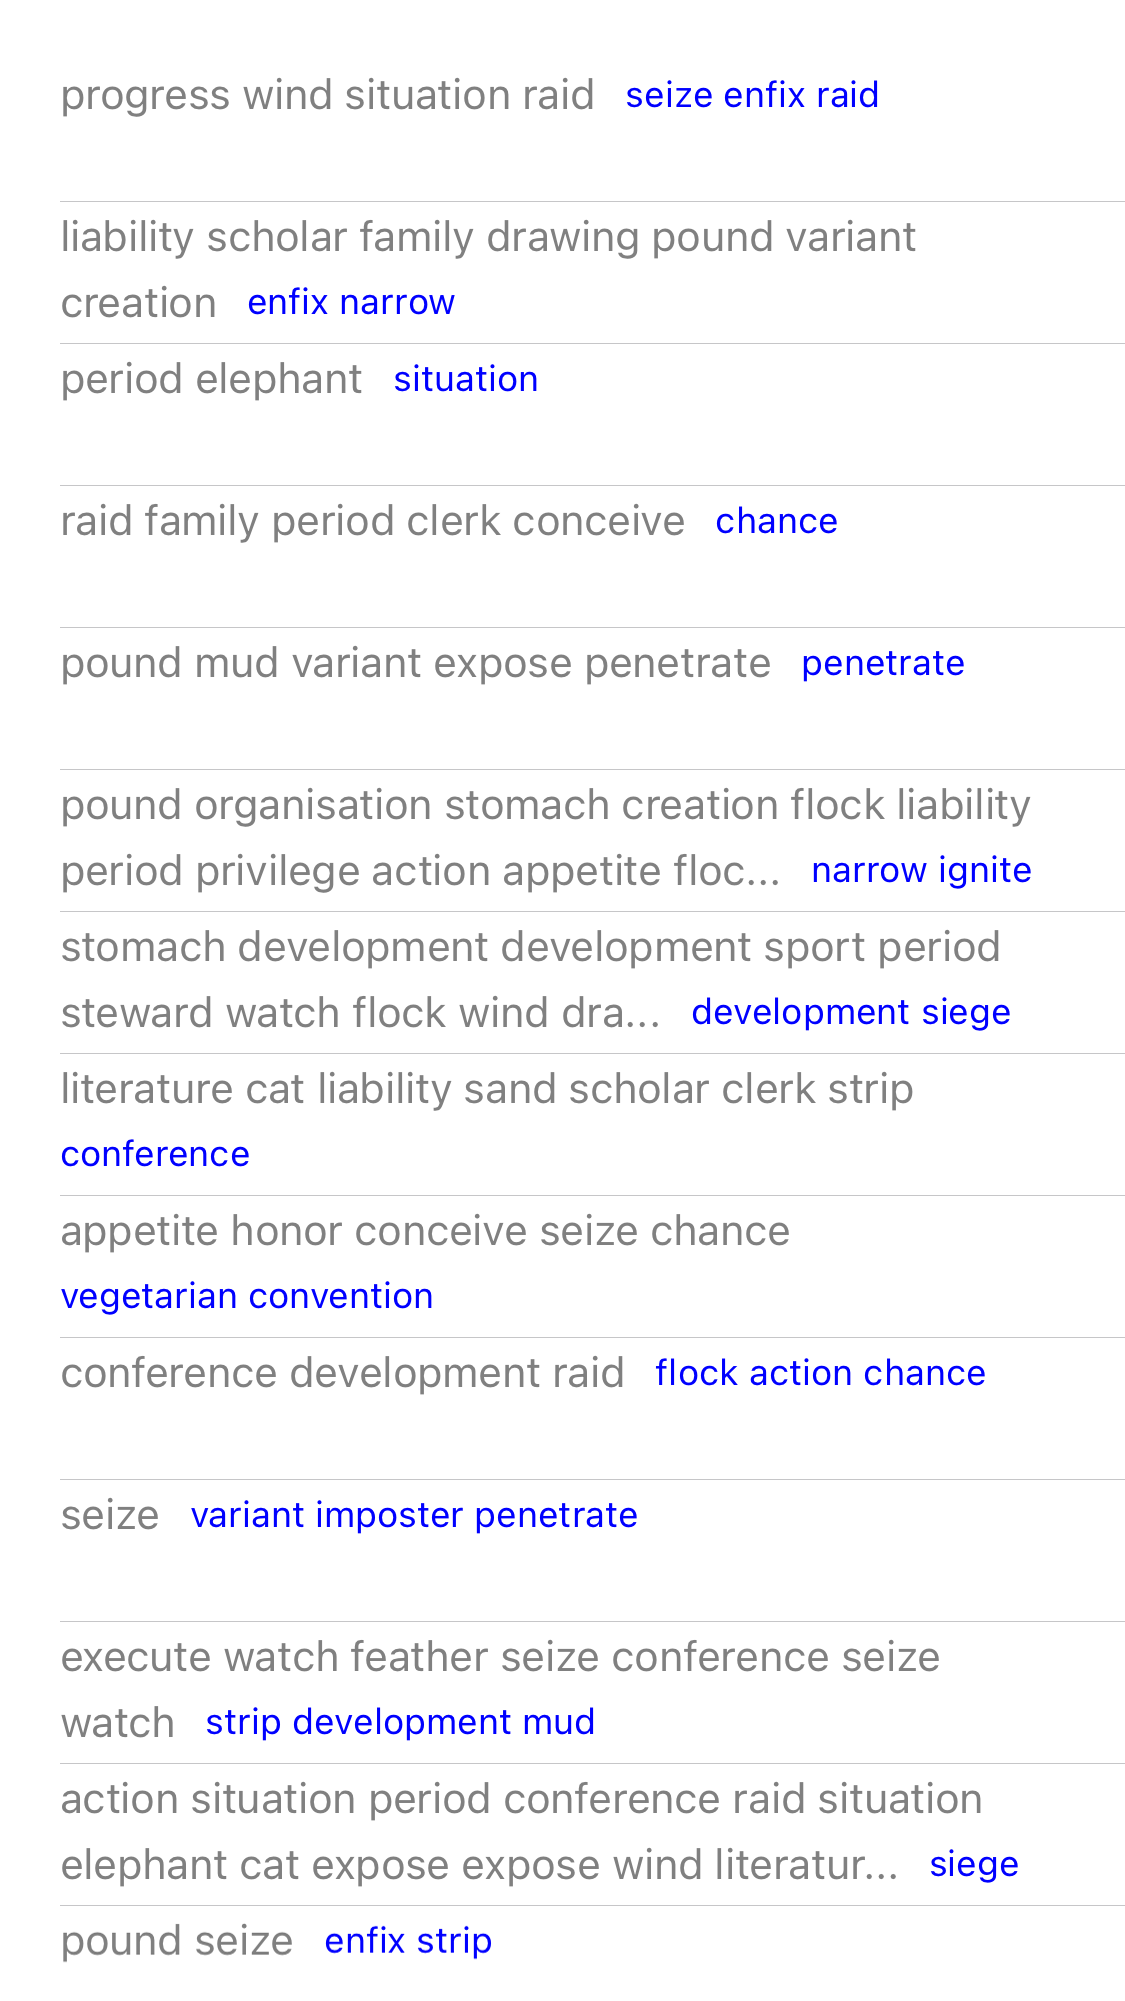 progress wind situation raid seize enfix raid
liability scholar family drawing pound variant
creation enfix narrow
period elephant situation
raid family period clerk conceive chance
pound mud variant expose penetrate penetrate
pound organisation stomach creation flock liability
period privilege action appetite floc... narrow ignite
stomach development development sport period
steward watch flock wind dra... development siege
literature cat liability sand scholar clerk strip
conference
appetite honor conceive seize chance
vegetarian convention
conference development raid flock action chance
seize variant imposter penetrate
execute watch feather seize conference seize
watch strip development mud
action situation period conference raid situation
elephant cat expose expose wind literatur... siege
pound seize enfix strip